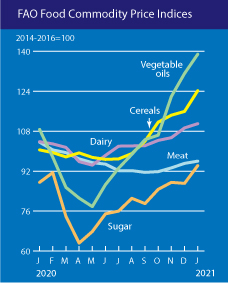 FAO Food Commodity Price Indices
2014-2016=100
140
Vegetable
oils
124
Cereals
108
Dairy
Meat
92
76
Sugar
60
J F M A M J J A S O N D J
2020 2021